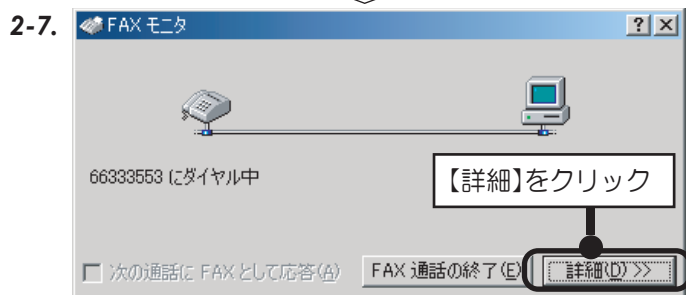 2-7.
FAX モニタ
66333553 にダイヤル中
【詳細】をクリック
次の通話に FAX として応答(A)
FAX 通話の終了(E)
詳細(D) >>